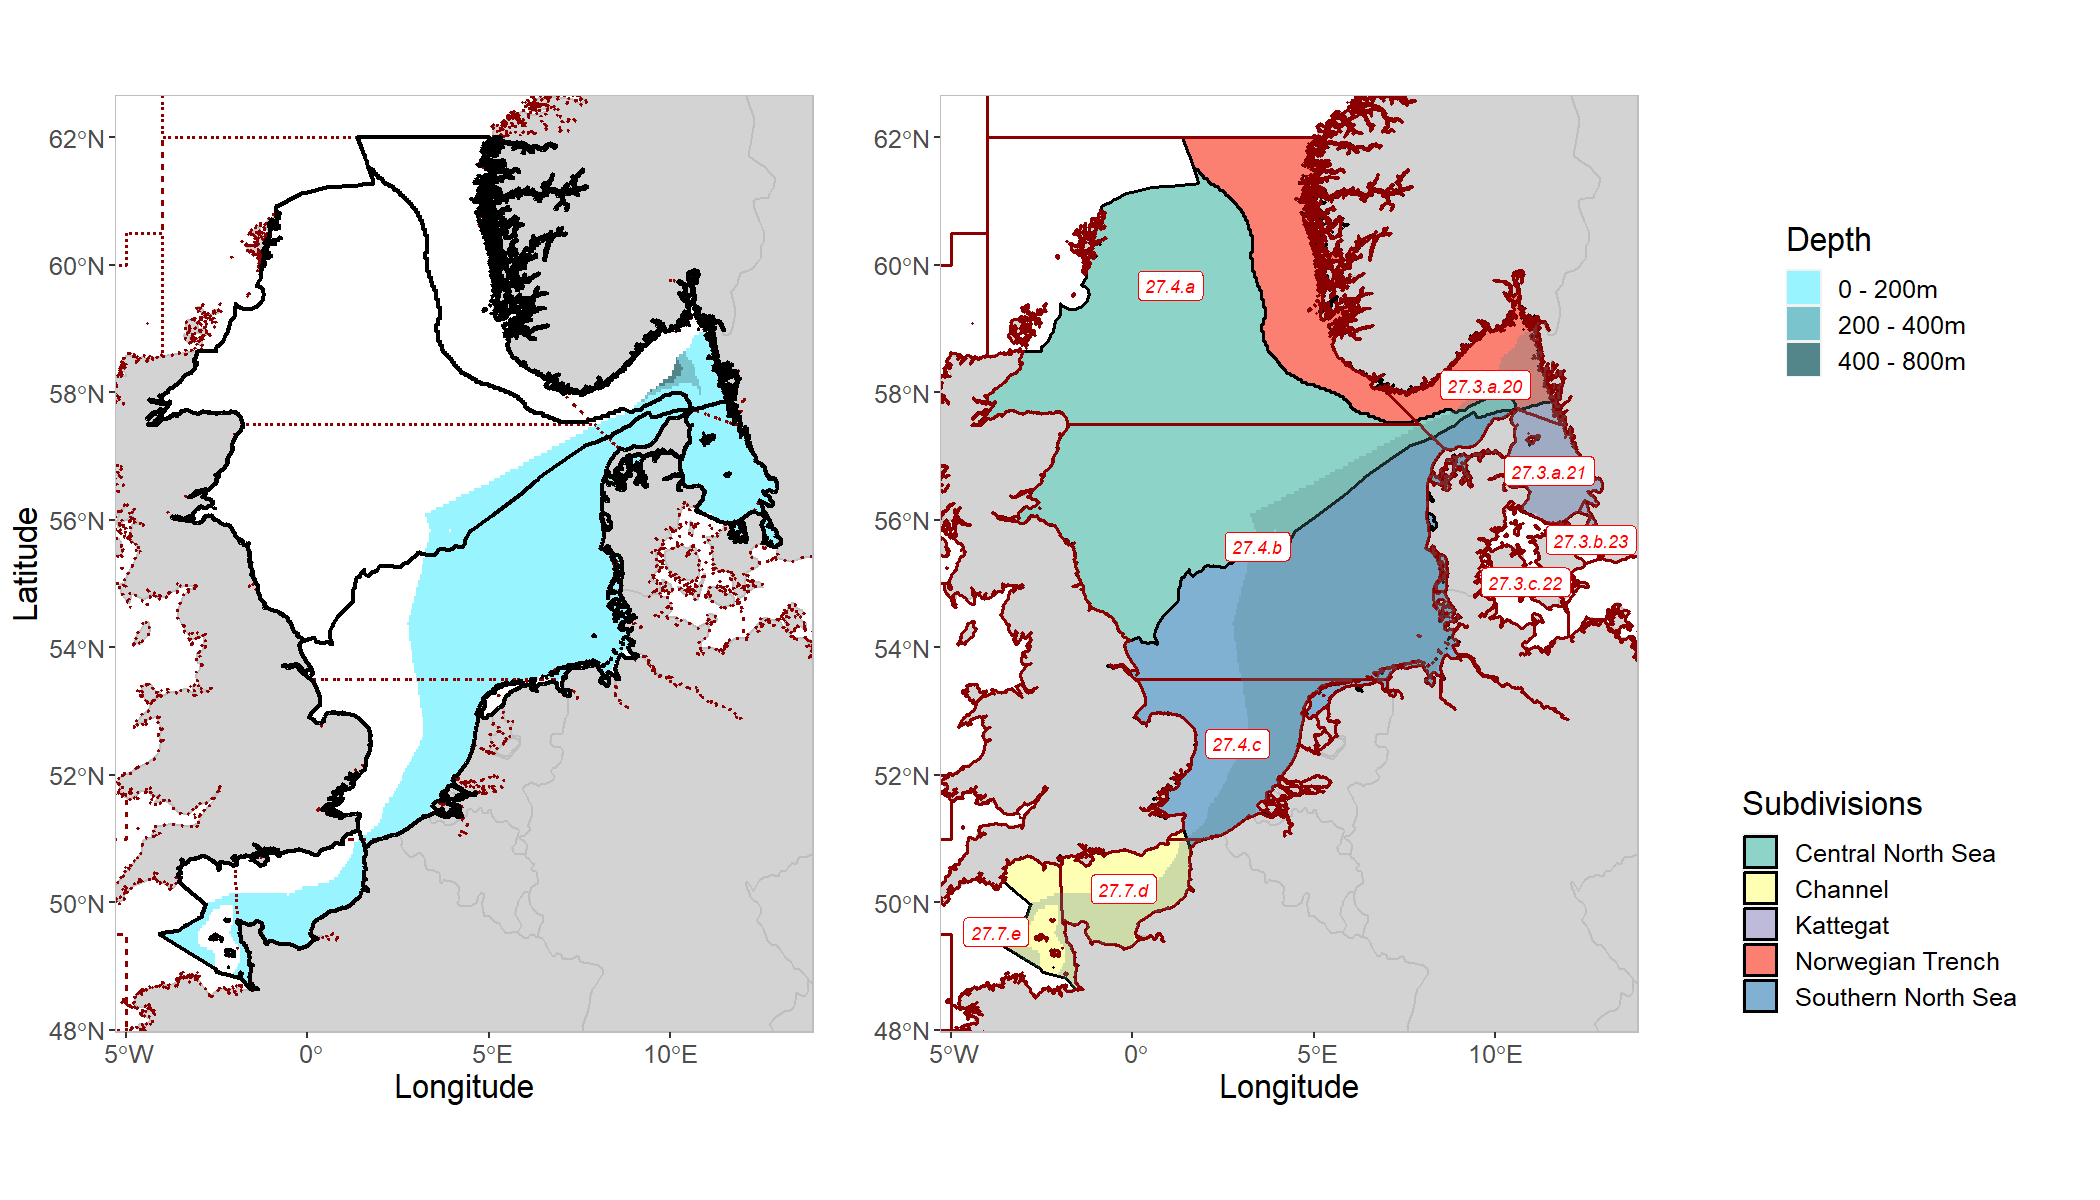 62°N
60°N
58°N
56°N
54°N
52°N
50°N
48°N
5°W
0°
5°E
10°E
Longitude
Latitude
62°N
60°N
58°N
56°N
54°N
52°N
50°N
48°N
5°W
0°
5°E
10°E
Longitude
27.4.a
27.3.a.20
27.3.a.21
27.4.b
27.3.b.23
27.3.c.22
27.4.c
27.7.d
27.7.e
Depth
0 - 200m
200 - 400m
400 - 800m
Subdivisions
Central North Sea
Channel
Kattegat
Norwegian Trench
Southern North Sea